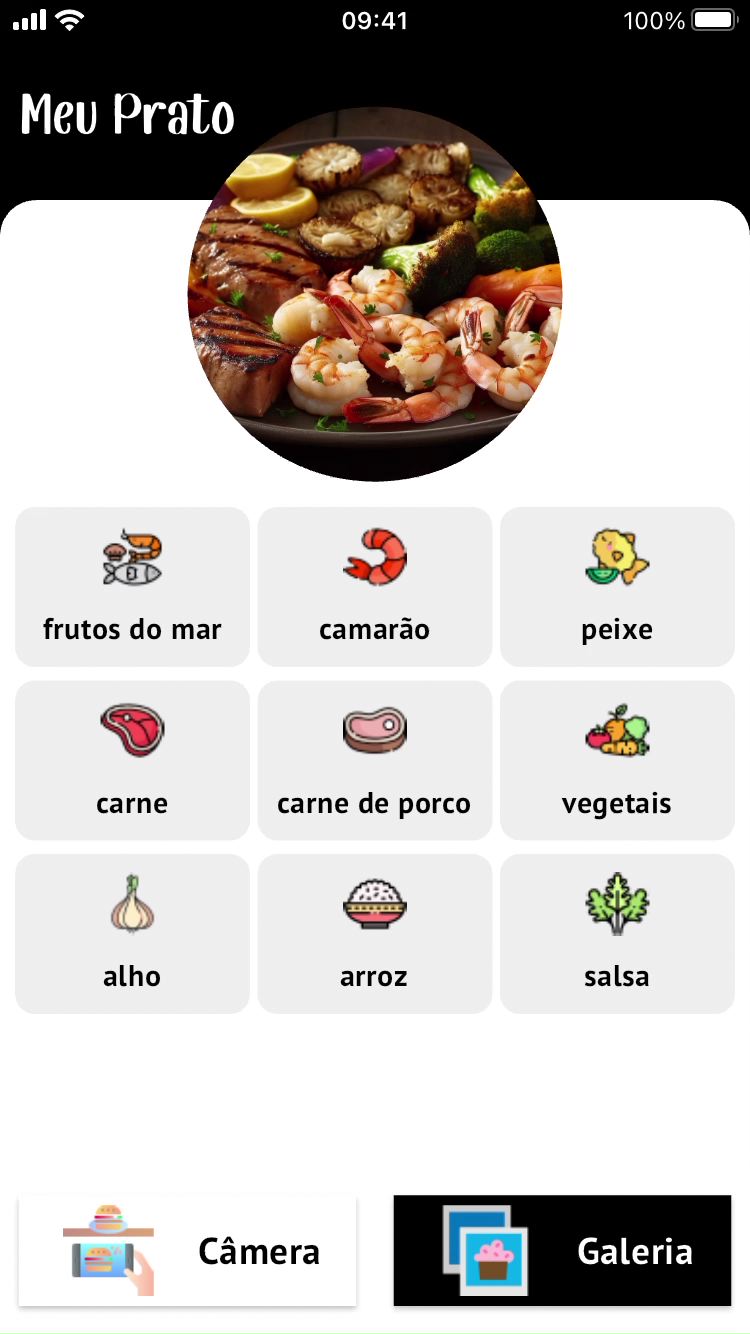 09:41
100%
Meu Prato
frutos do mar
camarão
peixe
carne
carne de porco
vegetais
alho
arroz
salsa
Câmera
Galeria